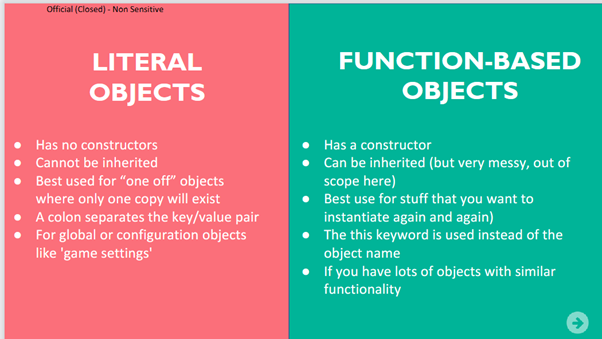 Official (Closed) - Non Sensitive
LITERAL
OBJECTS
● Has no constructors
● Cannot be inherited
● Best used for “one off” objects
where only one copy will exist
● A colon separates the key/value pair
● For global or configuration objects
like 'game settings'
FUNCTION-BASED
OBJECTS
● Has a constructor
● Can be inherited (but very messy, out of
scope here)
● Best use for stuff that you want to
instantiate again and again)
● The this keyword is used instead of the
object name
● If you have lots of objects with similar
functionality